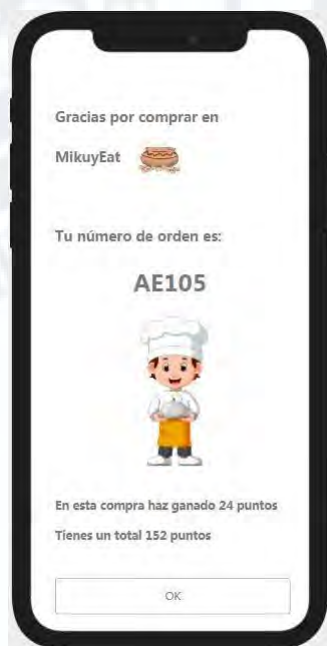 Gracias por comprar en
MikuyEat
Tu número de orden es:
AE105
En esta compra haz ganado 24 puntos
Tienes un total 152 puntos
OK